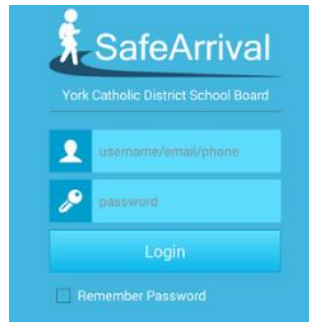 SafeArrival
York Catholic District School Board
username/email/phone
password
Login
Remember Password